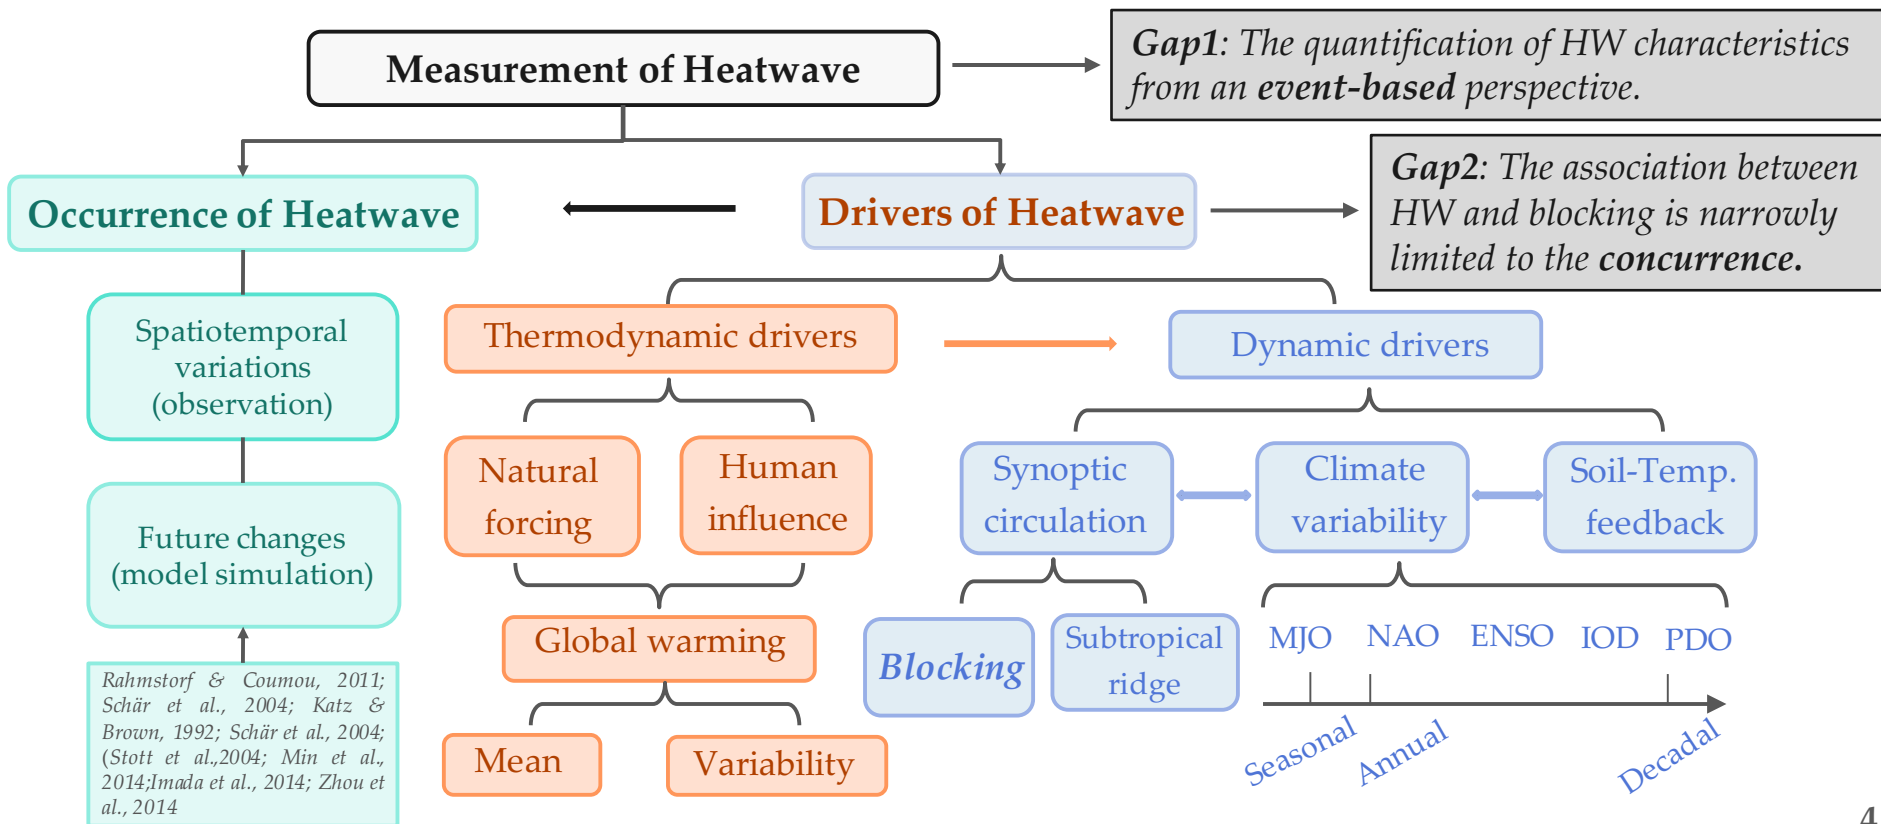 Measurement of Heatwave
Gap1: The quantification of HW characteristics
from an event-based perspective.
Gap2: The association between
HW and blocking is narrowly
limited to the concurrence.
Occurrence of Heatwave
Drivers of Heatwave
Spatiotemporal
variations
(observation)
Future changes
(model simulation)
Rahmstorf & Coumou, 2011;
Schär et al., 2004; Katz &
Brown, 1992; Schär et al., 2004;
(Stott et al.,2004; Min et al.,
2014;Imada et al., 2014; Zhou et
al., 2014
Thermodynamic drivers
Dynamic drivers
Natural
forcing
Human
influence
Global warming
Mean
Variability
Synoptic
circulation
Climate
variability
Soil-Temp.
feedback
Blocking
Subtropical
ridge
MJO
NAO
ENSO
IOD
PDO
Seasonal
Annual
Decadal
4